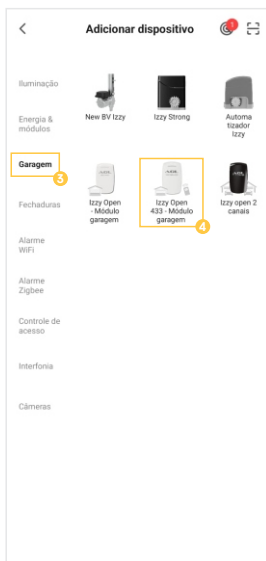 Adicionar dispositivo
Iluminação
Energia &
módulos
Garagem
3
Fechaduras
Alarme
WiFi
Alarme
Zigbee
Controle de
acesso
Interfonia
Câmeras
New BV Izzy
Izzy Strong
Automa
tizador
Izzy
Izzy Open
- Módulo
garagem
Izzy Open
433 - Módulo
garagem
4
Izzy open 2
canais